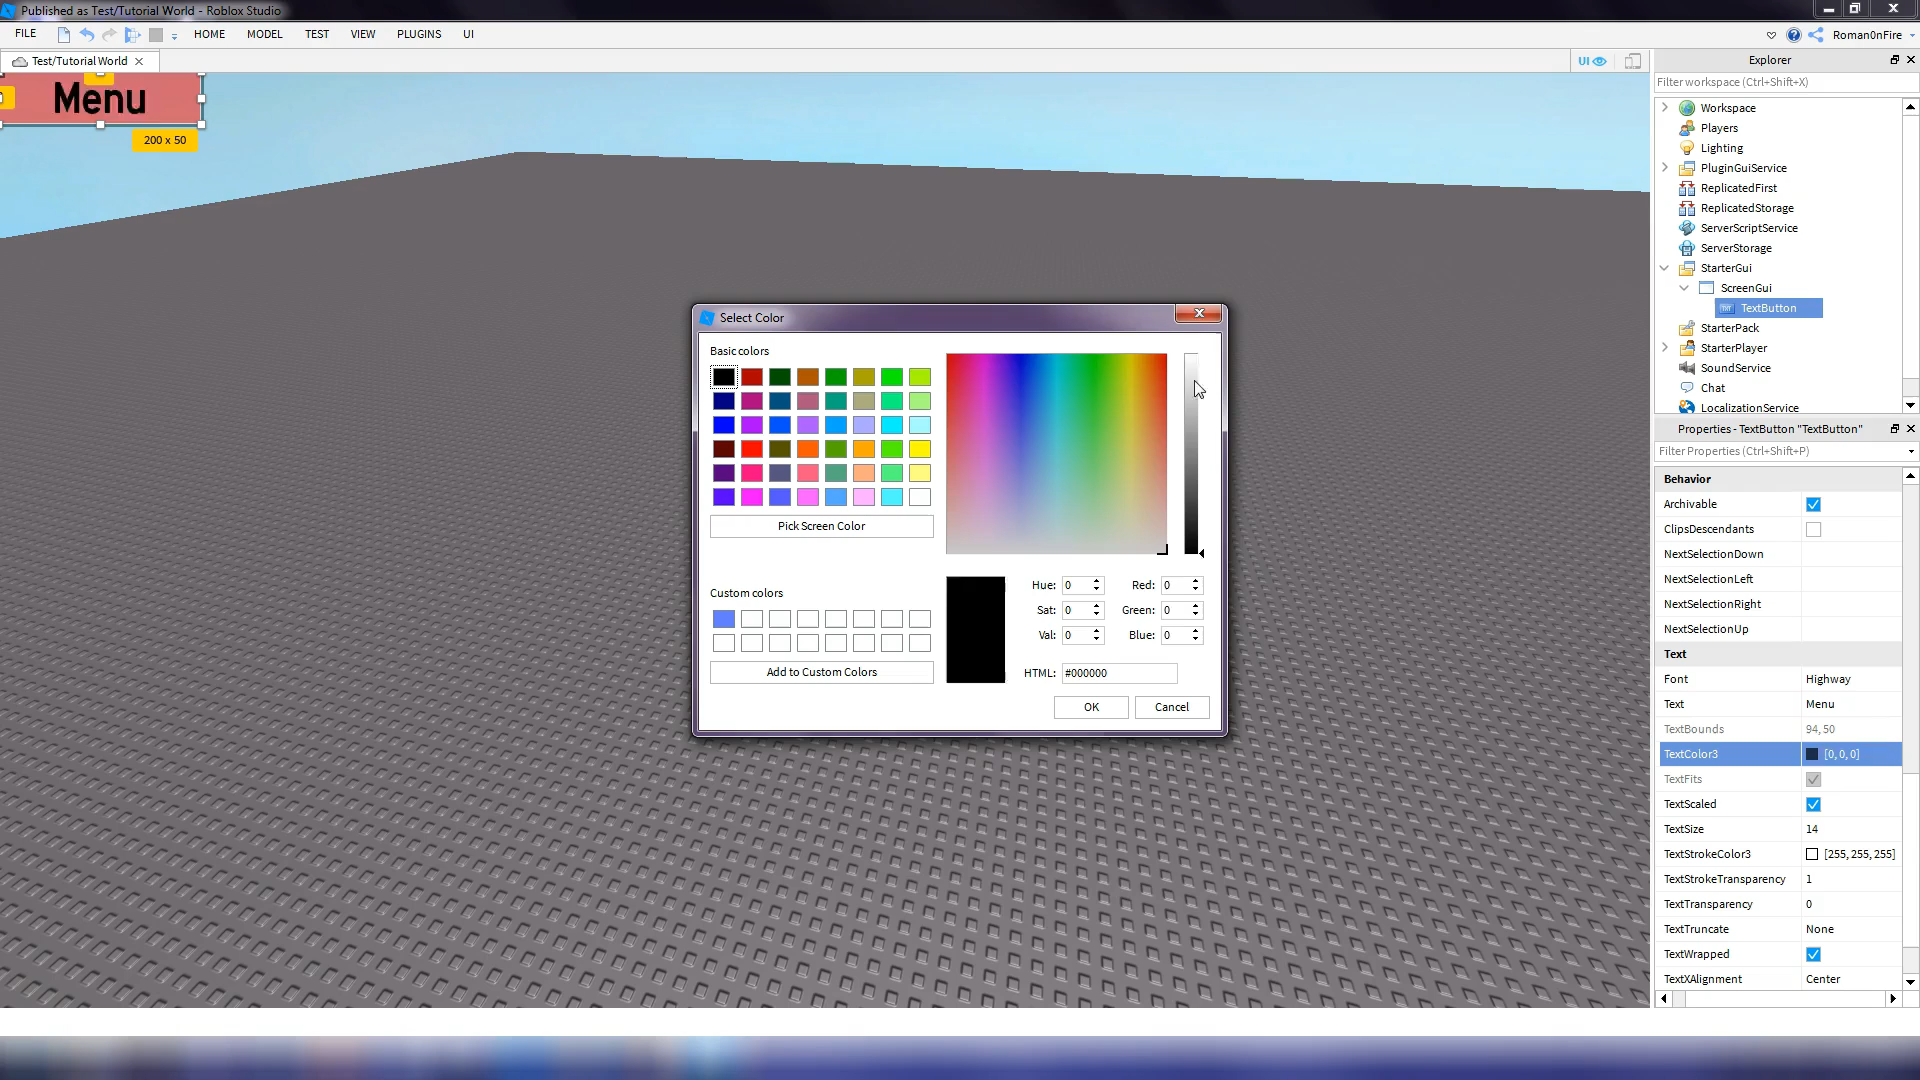 Published as Test/Tutorial World - Roblox Studio
FILE HOME MODEL TEST VIEW PLUGINS UI Roman0nFire
Test/Tutorial World UI
Menu
200 x 50
Select Color
Basic colors
Pick Screen Color
Custom colors
Add to Custom Colors
Hue: 0 Red: 0
Sat: 0 Green: 0
Val: 0 Blue: 0
HTML: #000000
OK Cancel
Explorer
Filter workspace (Ctrl+Shift+X)
Workspace
Players
Lighting
PluginGuiService
ReplicatedFirst
ReplicatedStorage
ServerScriptService
ServerStorage
StarterGui
ScreenGui
TextButton
StarterPack
StarterPlayer
SoundService
Chat
LocalizationService
Properties - TextButton "TextButton"
Filter Properties (Ctrl+Shift+P)
Behavior
Archivable
ClipsDescendants
NextSelectionDown
NextSelectionLeft
NextSelectionRight
NextSelectionUp
Text
Font Highway
Text Menu
TextBounds 94, 50
TextColor3 [0, 0, 0]
TextFits
TextScaled
TextSize 14
TextStrokeColor3 [255, 255, 255]
TextStrokeTransparency 1
TextTransparency 0
TextTruncate None
TextWrapped
TextXAlignment Center